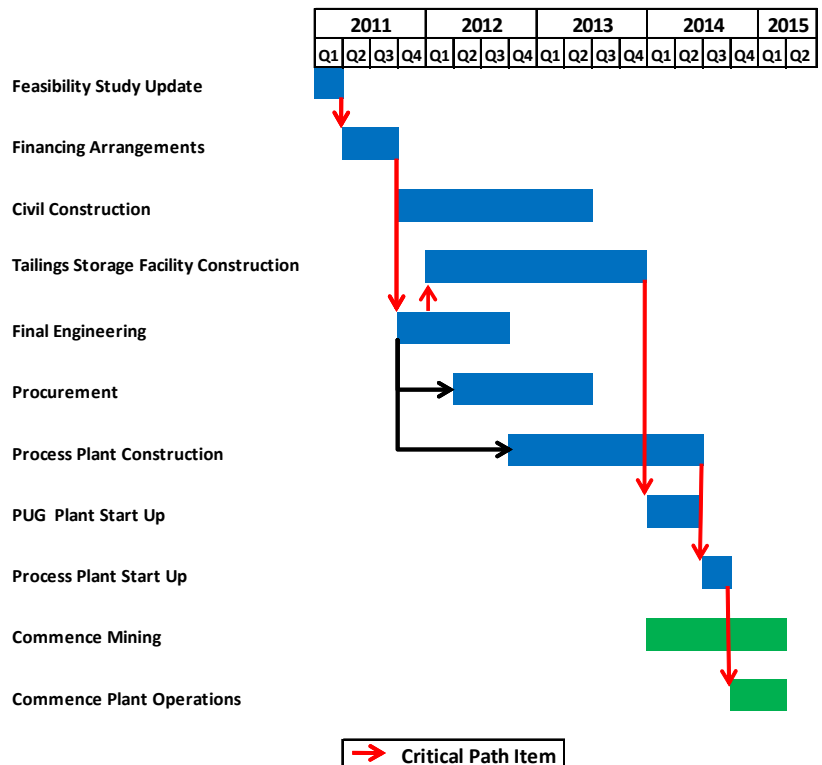 2011 2012 2013 2014 2015
Q1 Q2 Q3 Q4 Q1 Q2 Q3 Q4 Q1 Q2 Q3 Q4 Q1 Q2 Q3 Q4 Q1 Q2
Feasibility Study Update
Financing Arrangements
Civil Construction
Tailings Storage Facility Construction
Final Engineering
Procurement
Process Plant Construction
PUG Plant Start Up
Process Plant Start Up
Commence Mining
Commence Plant Operations
Critical Path Item